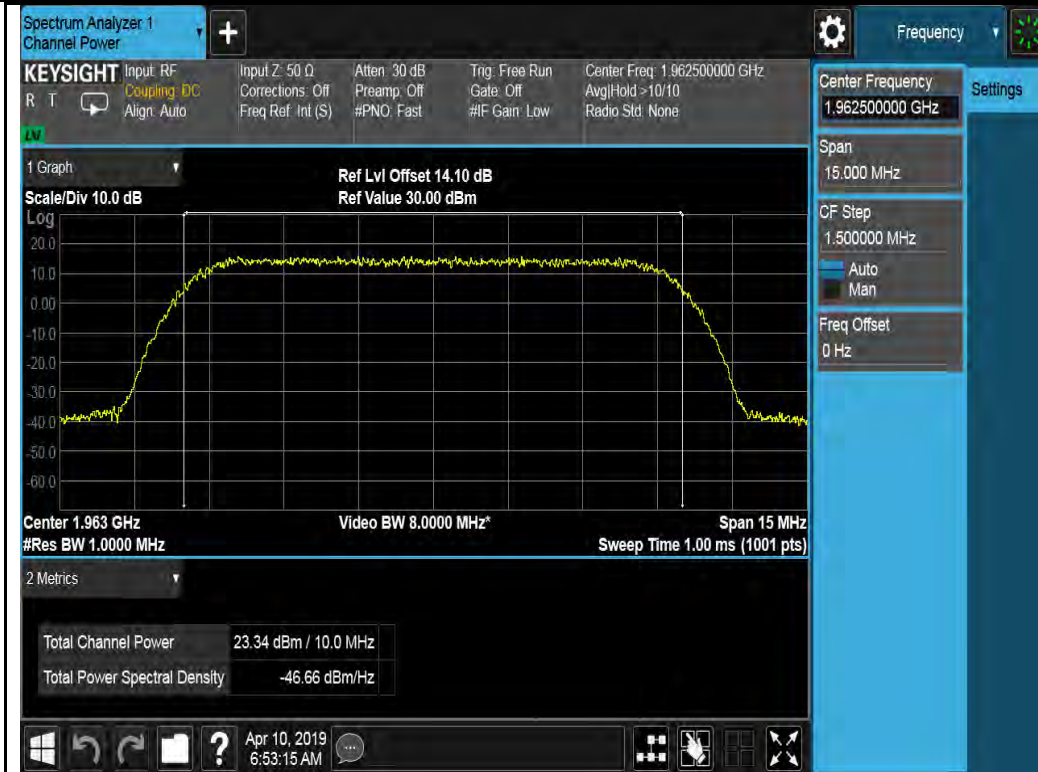 Spectrum Analyzer 1
Channel Power
+
Frequency
KEYSIGHT
R T
LV
Input: RF
Coupling: DC
Align: Auto
Input Z: 50 Ω
Corrections: Off
Freq Ref: Int (S)
Atten: 30 dB
Preamp: Off
#PNO: Fast
Trig: Free Run
Gate: Off
#IF Gain: Low
Center Freq: 1.962500000 GHz
Avg|Hold >10/10
Radio Std: None
Center Frequency
1.962500000 GHz
Settings
Span
15.000 MHz
CF Step
1.500000 MHz
Auto
Man
Freq Offset
0 Hz
1 Graph
Scale/Div 10.0 dB
Ref Lvl Offset 14.10 dB
Ref Value 30.00 dBm
Log
20.0
10.0
0.00
-10.0
-20.0
-30.0
-40.0
-50.0
-60.0
Center 1.963 GHz
#Res BW 1.0000 MHz
Video BW 8.0000 MHz*
Span 15 MHz
Sweep Time 1.00 ms (1001 pts)
2 Metrics
Total Channel Power 23.34 dBm / 10.0 MHz
Total Power Spectral Density -46.66 dBm/Hz
?
Apr 10, 2019
6:53:15 AM